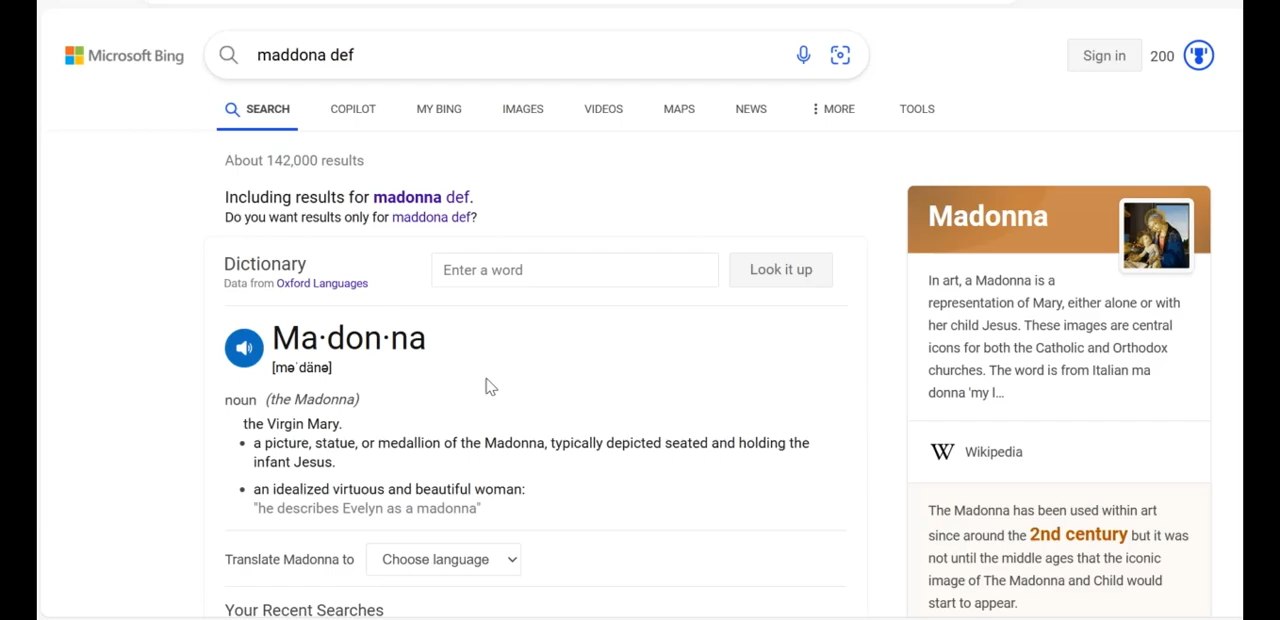 Microsoft Bing
maddona def
Sign in
200
SEARCH
COPILOT
MY BING
IMAGES
VIDEOS
MAPS
NEWS
MORE
TOOLS
About 142,000 results
Including results for madonna def.
Do you want results only for maddona def?
Dictionary
Data from Oxford Languages
Enter a word
Look it up
Ma·don·na
[məˈdänə]
noun (the Madonna)
the Virgin Mary.
• a picture, statue, or medallion of the Madonna, typically depicted seated and holding the
infant Jesus.
• an idealized virtuous and beautiful woman:
"he describes Evelyn as a madonna"
Translate Madonna to
Choose language
Your Recent Searches
Madonna
In art, a Madonna is a
representation of Mary, either alone or with
her child Jesus. These images are central
icons for both the Catholic and Orthodox
churches. The word is from Italian ma
donna 'my l...
W Wikipedia
The Madonna has been used within art
since around the 2nd century but it was
not until the middle ages that the iconic
image of The Madonna and Child would
start to appear.